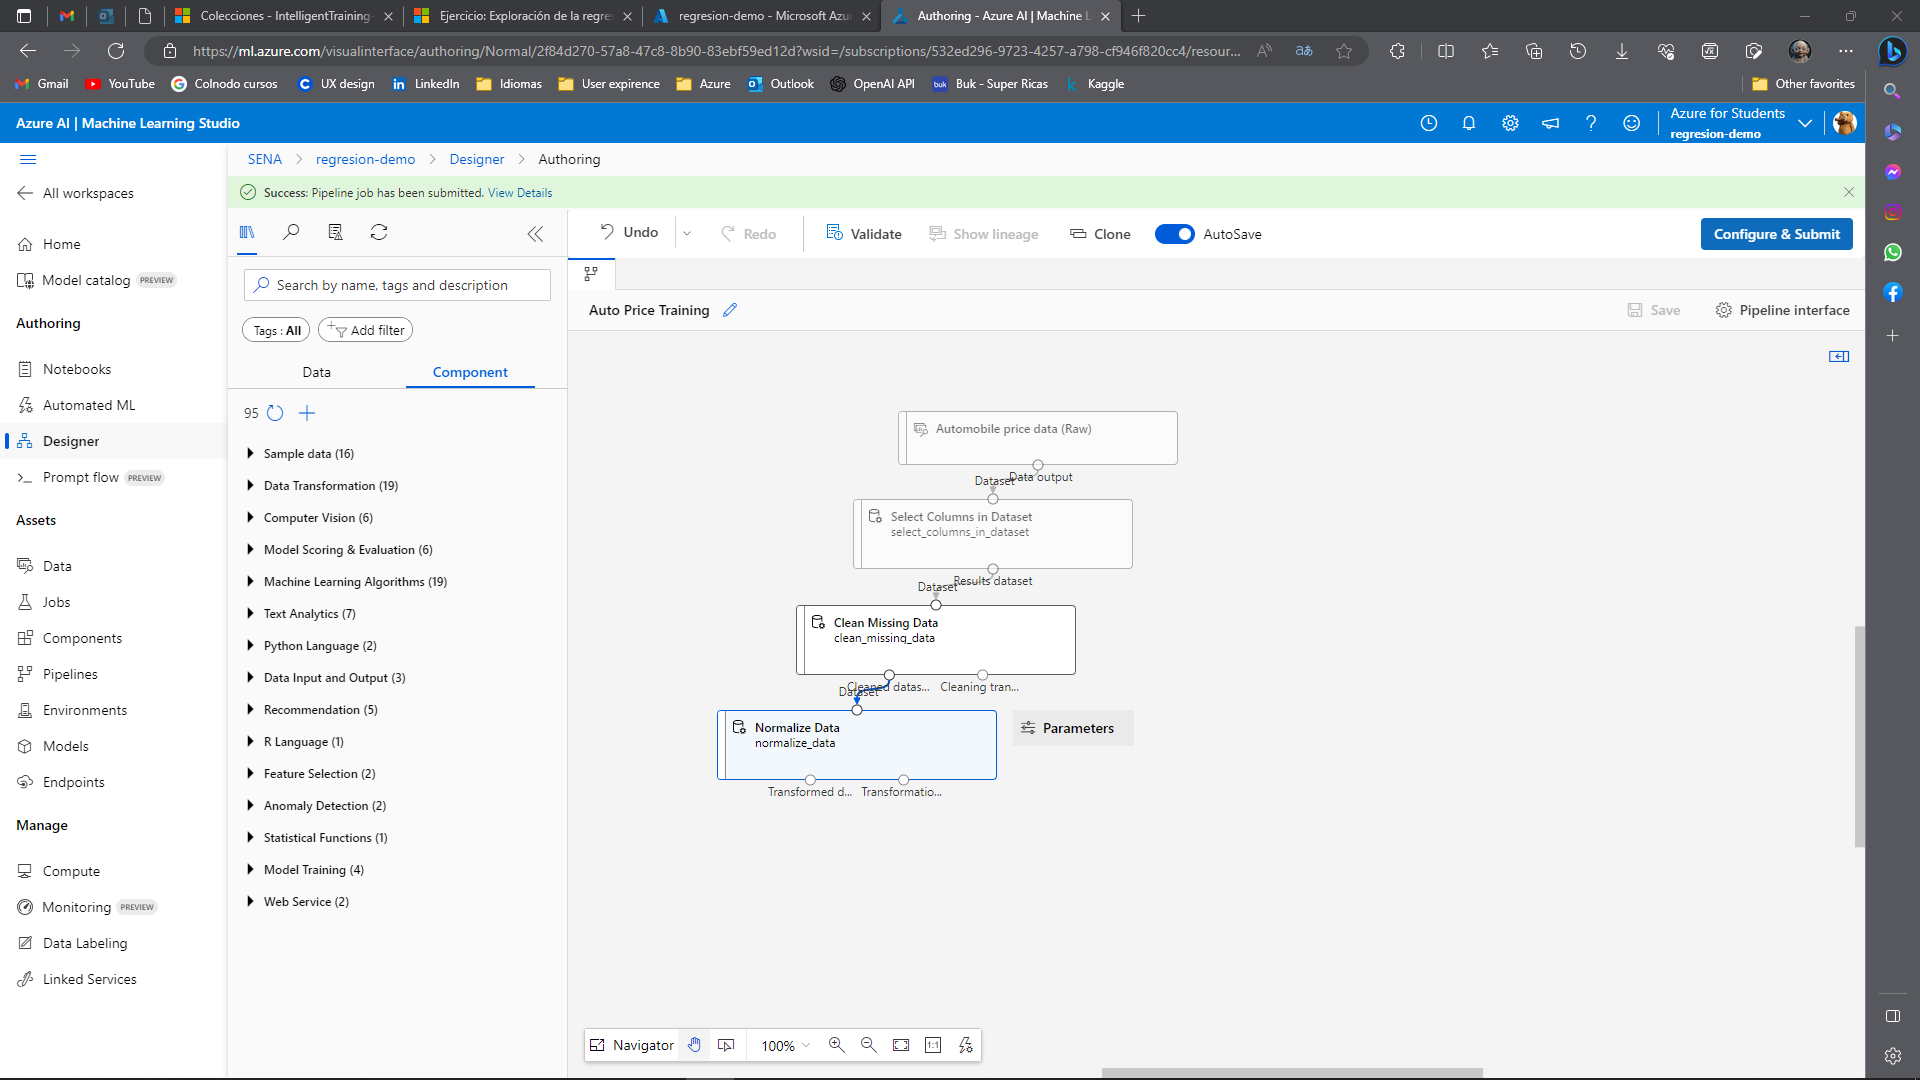 Colecciones - IntelligentTraining-
Ejercicio: Exploración de la regres
regresion-demo - Microsoft Azu
Authoring - Azure AI | Machine L
https://ml.azure.com/visualinterface/authoring/Normal/2f84d270-57a8-47c8-8b90-83ebf59ed12d?wsid=/subscriptions/532ed296-9723-4257-a798-cf946f820cc4/resour...
Gmail
YouTube
Colnodo cursos
UX design
LinkedIn
Idiomas
User expirence
Azure
Outlook
OpenAI API
Buk - Super Ricas
Kaggle
Other favorites
Azure AI | Machine Learning Studio
Azure for Students
regresion-demo
SENA > regresion-demo > Designer > Authoring
Success: Pipeline job has been submitted. View Details
All workspaces
Home
Model catalog PREVIEW
Authoring
Notebooks
Automated ML
Designer
Prompt flow PREVIEW
Assets
Data
Jobs
Components
Pipelines
Environments
Models
Endpoints
Manage
Compute
Monitoring PREVIEW
Data Labeling
Linked Services
Search by name, tags and description
Tags : All
Add filter
Data
Component
95
Sample data (16)
Data Transformation (19)
Computer Vision (6)
Model Scoring & Evaluation (6)
Machine Learning Algorithms (19)
Text Analytics (7)
Python Language (2)
Data Input and Output (3)
Recommendation (5)
R Language (1)
Feature Selection (2)
Anomaly Detection (2)
Statistical Functions (1)
Model Training (4)
Web Service (2)
Undo
Redo
Validate
Show lineage
Clone
AutoSave
Configure & Submit
Auto Price Training
Save
Pipeline interface
Automobile price data (Raw)
Data output
Dataset
Select Columns in Dataset
select_columns_in_dataset
Results dataset
Dataset
Clean Missing Data
clean_missing_data
Cleaned datas...
Cleaning tran...
Dataset
Normalize Data
normalize_data
Parameters
Transformed d...
Transformatio...
Navigator
100%
1:1